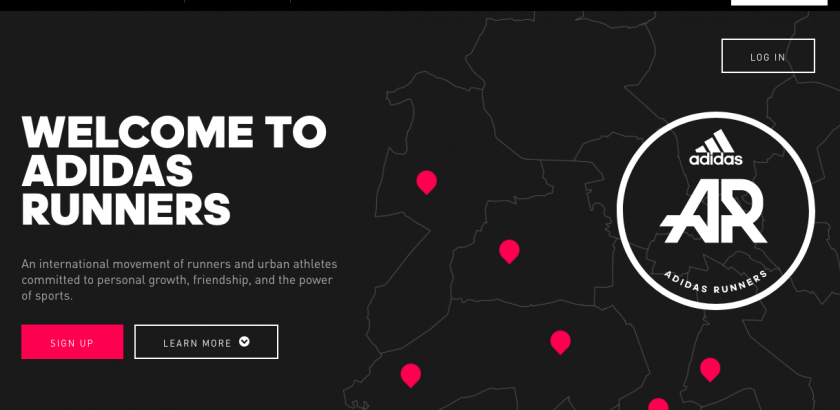 LOG IN
WELCOME TO
ADIDAS
RUNNERS
An international movement of runners and urban athletes
committed to personal growth, friendship, and the power
of sports.
SIGN UP
LEARN MORE
adidas
AR
ADIDAS RUNNERS